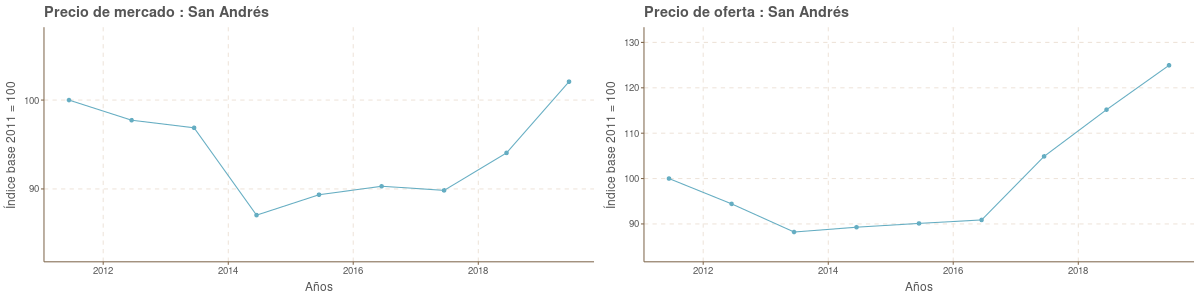 Precio de mercado : San Andrés
Índice base 2011 = 100
100
90
2012
2014
2016
2018
Años
Precio de oferta : San Andrés
Índice base 2011 = 100
130
120
110
100
90
2012
2014
2016
2018
Años